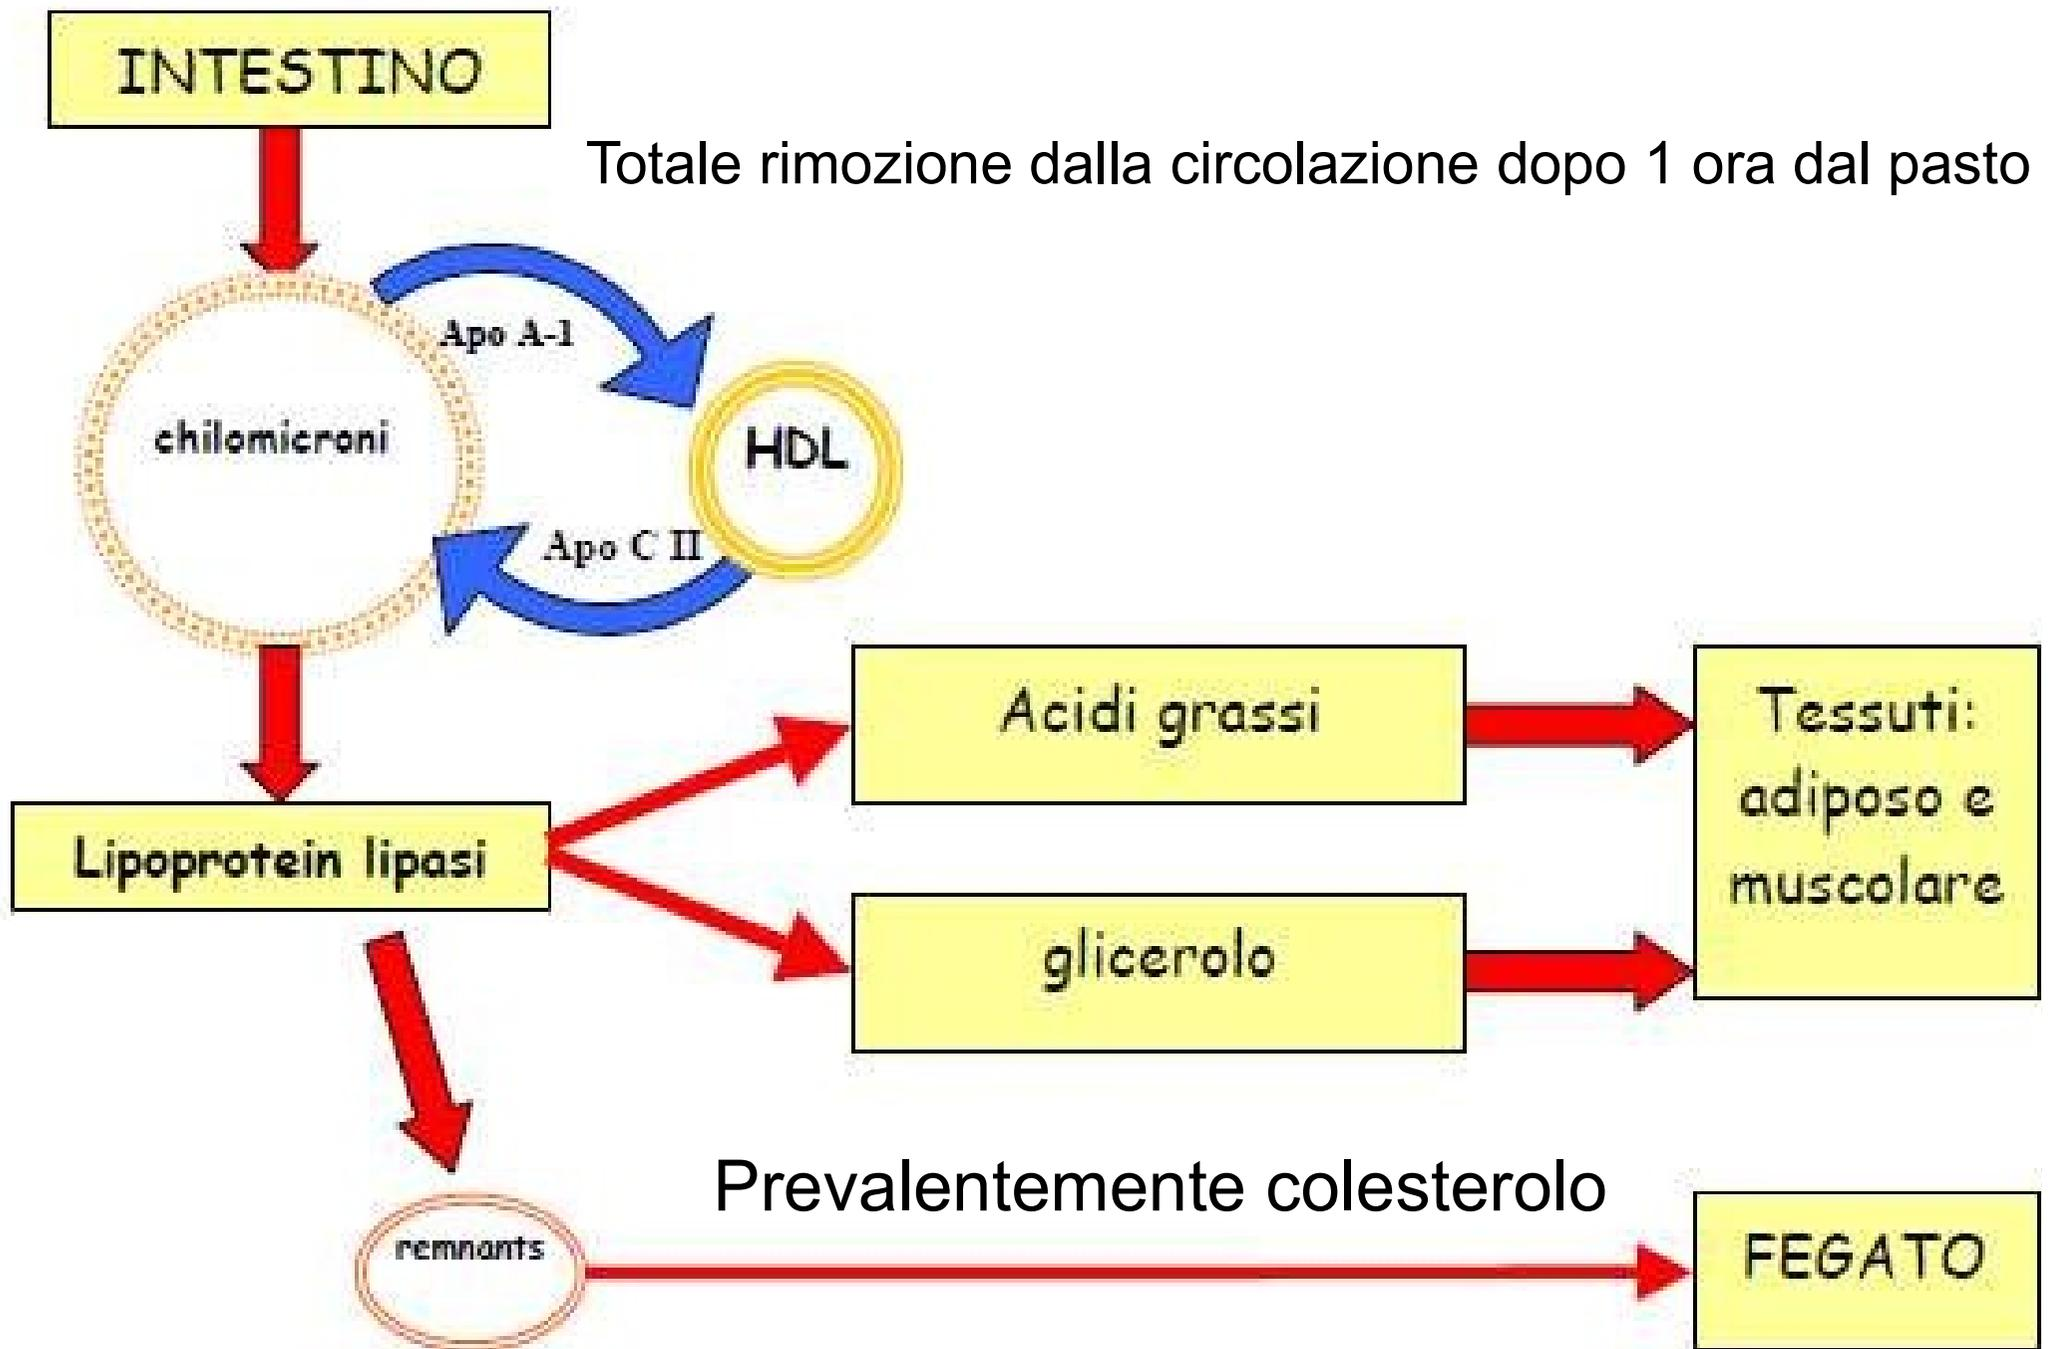 INTESTINO
Totale rimozione dalla circolazione dopo 1 ora dal pasto
Apo A-1
chilomicroni
HDL
Apo C II
Acidi grassi
Tessuti:
adiposo e
muscolare
Lipoprotein lipasi
glicerolo
Prevalentemente colesterolo
remnants
FEGATO